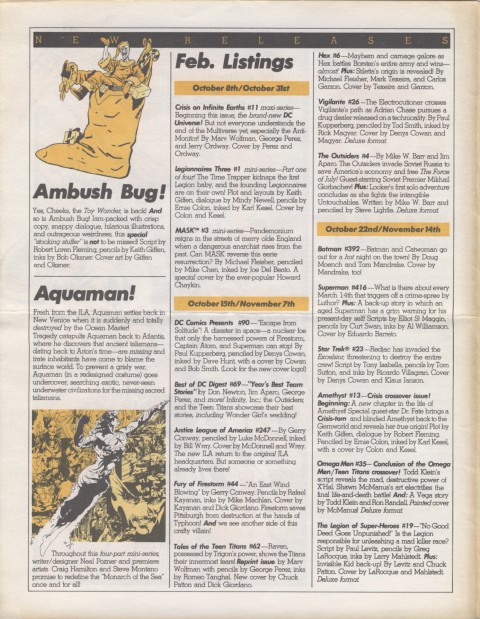 NEW RELEASES
Ambush Bug!
Yes, Cheeks, the Toy Wonder, is back! And
so is Ambush Bug! Jam-packed with crisp
copy, snappy dialogue, hilarious illustrations,
and outrageous weirdness, this special
"stocking stuffer" is not to be missed! Script by
Robert Loren Fleming, pencils by Keith Giffen,
inks by Bob Oksner. Cover art by Giffen
and Oksner.
Aquaman!
Fresh from the JLA, Aquaman settles back in
New Venice when it is suddenly and totally
destroyed by the Ocean Master!
Tragedy catapults Aquaman back to Atlantis,
where he discovers that ancient talismans—
dating back to Arion's time—are missing and
irate inhabitants have come to blame the
surface world. To prevent a grisly war,
Aquaman (in a redesigned costume) goes
undercover, searching exotic, never-seen
underwater civilizations for the missing sacred
talismans.
Throughout this four-part mini-series,
writer/designer Neal Pozner and premiere
artists Craig Hamilton and Steve Montano
promise to redefine the "Monarch of the Sea"
once and for all!
Feb. Listings
October 8th/October 31st
Crisis on Infinite Earths #11 maxi-series—
Beginning this issue, the brand-new DC
Universe! But not everyone understands the
end of the Multiverse yet, especially the Anti-
Monitor! By Marv Wolfman, George Perez,
and Jerry Ordway. Cover by Perez and
Ordway.
Legionnaires Three #1 mini-series—Part one
of four! The Time Trapper kidnaps the first
Legion baby, and the founding Legionnaires
are on their own! Plot and layouts by Keith
Giffen, dialogue by Mindy Newell, pencils by
Ernie Colon, inked by Karl Kesel. Cover by
Colon and Kesel.
MASK™ #3 mini-series—Pandemonium
reigns in the streets of merry olde England
when a dangerous anarchist rises from the
past. Can MASK reverse this eerie
resurrection? By Michael Fleisher, penciled
by Mike Chen, inked by Joe Del Beato. A
special cover by the ever-popular Howard
Chaykin.
October 15th/November 7th
DC Comics Presents #90—"Escape from
Solitude"! A disaster in space—a nuclear foe
that only the harnessed powers of Firestorm,
Captain Atom, and Superman can stop! By
Paul Kupperberg, penciled by Denys Cowan,
inked by Dave Hunt, with a cover by Cowan
and Bob Smith. (Look for the new cover logo!)
Best of DC Digest #69—"Year's Best Team
Stories" by Don Newton, Jim Aparo, George
Perez, and more! Infinity, Inc.; the Outsiders;
and the Teen Titans showcase their best
stories, including Wonder Girl's wedding!
Justice League of America #247—By Gerry
Conway, penciled by Luke McDonnell, inked
by Bill Wray. Cover by McDonnell and Wray.
The new JLA return to the original JLA
headquarters. But someone or something
already lives there!
Fury of Firestorm #44—"An East Wind
Blowing" by Gerry Conway. Pencils by Rafael
Kayanan, inks by Mike Machlan. Cover by
Kayanan and Dick Giordano. Firestorm saves
Pittsburgh from destruction at the hands of
Typhoon! And we see another side of this
crafty villain!
Tales of the Teen Titans #62—Raven,
possessed by Trigon's power, shows the Titans
their innermost fears! Reprint issue by Marv
Wolfman with pencils by George Perez, inks
by Romeo Tanghal. New cover by Chuck
Patton and Dick Giordano.
Hex #6—Mayhem and carnage galore as
Hex battles Borsten's entire army and wins—
almost! Plus: Stiletta's origin is revealed! By
Michael Fleisher, Mark Texeira, and Carlos
Garzon. Cover by Texeira and Garzon.
Vigilante #26—The Electrocutioner crosses
Vigilante's path as Adrian Chase pursues a
drug dealer released on a technicality. By Paul
Kupperberg, penciled by Tod Smith, inked by
Rick Magyar. Cover by Denys Cowan and
Magyar. Deluxe format
The Outsiders #4—By Mike W. Barr and Jim
Aparo. The Outsiders invade Soviet Russia to
save America's economy and free The Force
of July! Guest-starring Soviet Premier Mikhail
Gorbachev! Plus: Looker's first solo adventure
concludes as she fights the intangible
Untouchables. Written by Mike W. Barr and
pencils by Steve Lightle. Deluxe format
October 22nd/November 14th
Batman #392—Batman and Catwoman go
out for a hot night on the town! By Doug
Moench and Tom Mandrake. Cover by
Mandrake, too!
Superman #416—What is there about every
March 14th that triggers off a crime-spree by
Luthor? Plus: A back-up story in which an
aged Superman has a grim warning for his
present-day self! Scripts by Elliot S! Maggin,
pencils by Curt Swan, inks by Al Williamson.
Cover by Eduardo Barreto.
Star Trek® #23—Redjac has invaded the
Excelsior, threatening to destroy the entire
crew! Script by Tony Isabella, pencils by Tom
Sutton, and inks by Ricardo Villagran. Cover
by Denys Cowan and Klaus Janson.
Amethyst #13—Crisis crossover issue!
Beginning: A new chapter in the life of
Amethyst! Special guest-star Dr. Fate brings a
Crisis-torn and blinded Amethyst back to the
Gemworld and reveals her true origin! Plot by
Keith Giffen, dialogue by Robert Fleming.
Penciled by Ernie Colon, inked by Karl Kesel,
with a cover by Colon and Kesel.
Omega Men #35—Conclusion of the Omega
Men/Teen Titans crossover! Todd Klein's
script reveals the mad, destructive power of
X'Hal. Shawn McManus's art electrifies the
final life-and-death battle! And: A Vega story
by Todd Klein and Ron Randall. Painted cover
by McManus! Deluxe format
The Legion of Super-Heroes #19—"No Good
Deed Goes Unpunished!" Is the Legion
responsible for unleashing a mad killer race?
Script by Paul Levitz, pencils by Greg
LaRocque, inks by Larry Mahlstedt. Plus:
Invisible Kid back-up! By Levitz and Chuck
Patton. Cover by LaRocque and Mahlstedt.
Deluxe format